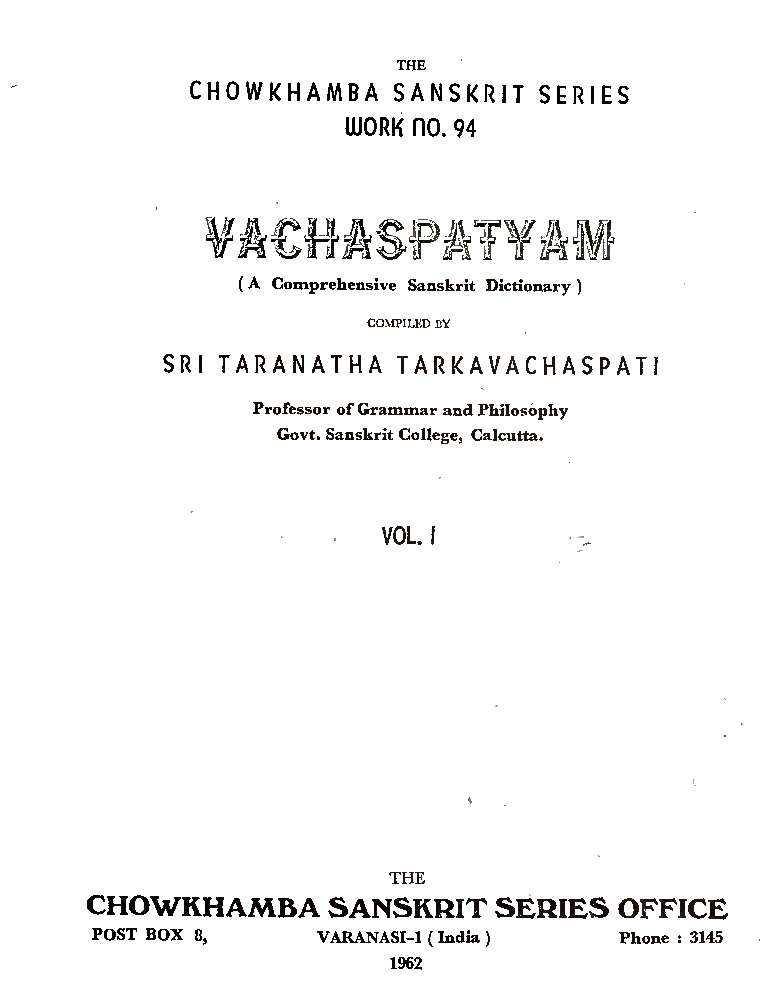 THE
CHOWKHAMBA SANSKRIT SERIES
WORK NO. 94
VACHASPATYAM
( A Comprehensive Sanskrit Dictionary )
COMPILED BY
SRI TARANATHA TARKAVACHASPATI
Professor of Grammar and Philosophy
Govt. Sanskrit College, Calcutta.
VOL. I
THE
CHOWKHAMBA SANSKRIT SERIES OFFICE
POST BOX 8, VARANASI-1 ( India ) Phone : 3145
1962